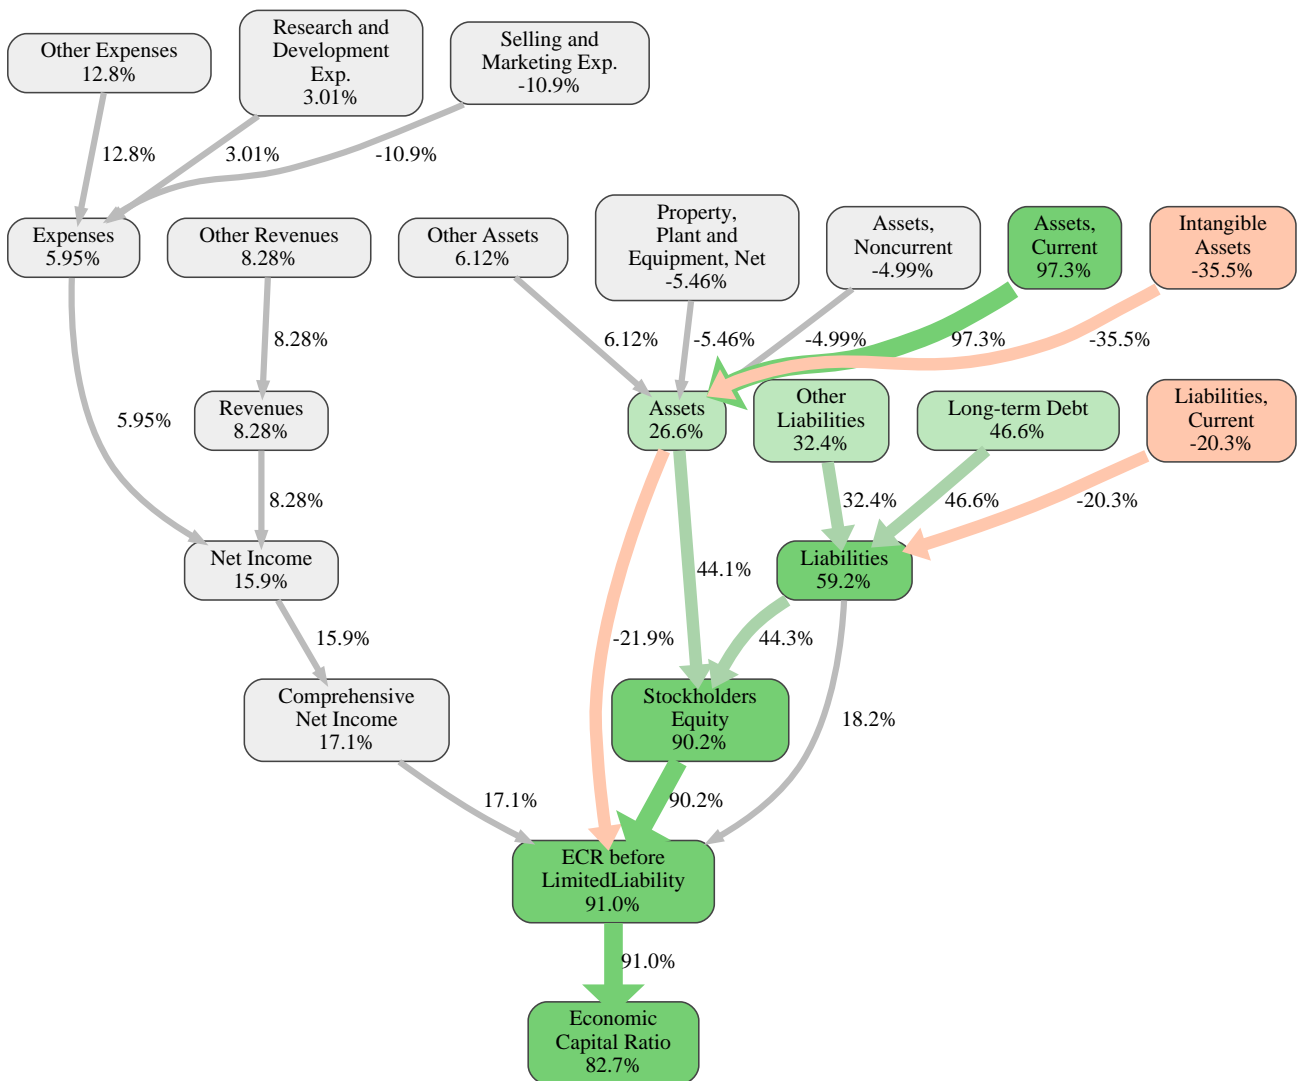 Other Expenses
12.8%
Research and
Development
Exp.
3.01%
Selling and
Marketing Exp.
-10.9%
12.8%
3.01%
-10.9%
Expenses
5.95%
Other Revenues
8.28%
Other Assets
6.12%
Property,
Plant and
Equipment, Net
-5.46%
Assets,
Noncurrent
-4.99%
Assets,
Current
97.3%
Intangible
Assets
-35.5%
8.28%
6.12%
-5.46%
-4.99%
97.3%
-35.5%
5.95%
Revenues
8.28%
Assets
26.6%
Other
Liabilities
32.4%
Long-term Debt
46.6%
Liabilities,
Current
-20.3%
8.28%
32.4%
46.6%
-20.3%
Net Income
15.9%
44.1%
Liabilities
59.2%
15.9%
-21.9%
44.3%
Comprehensive
Net Income
17.1%
Stockholders
Equity
90.2%
18.2%
17.1%
90.2%
ECR before
LimitedLiability
91.0%
91.0%
Economic
Capital Ratio
82.7%